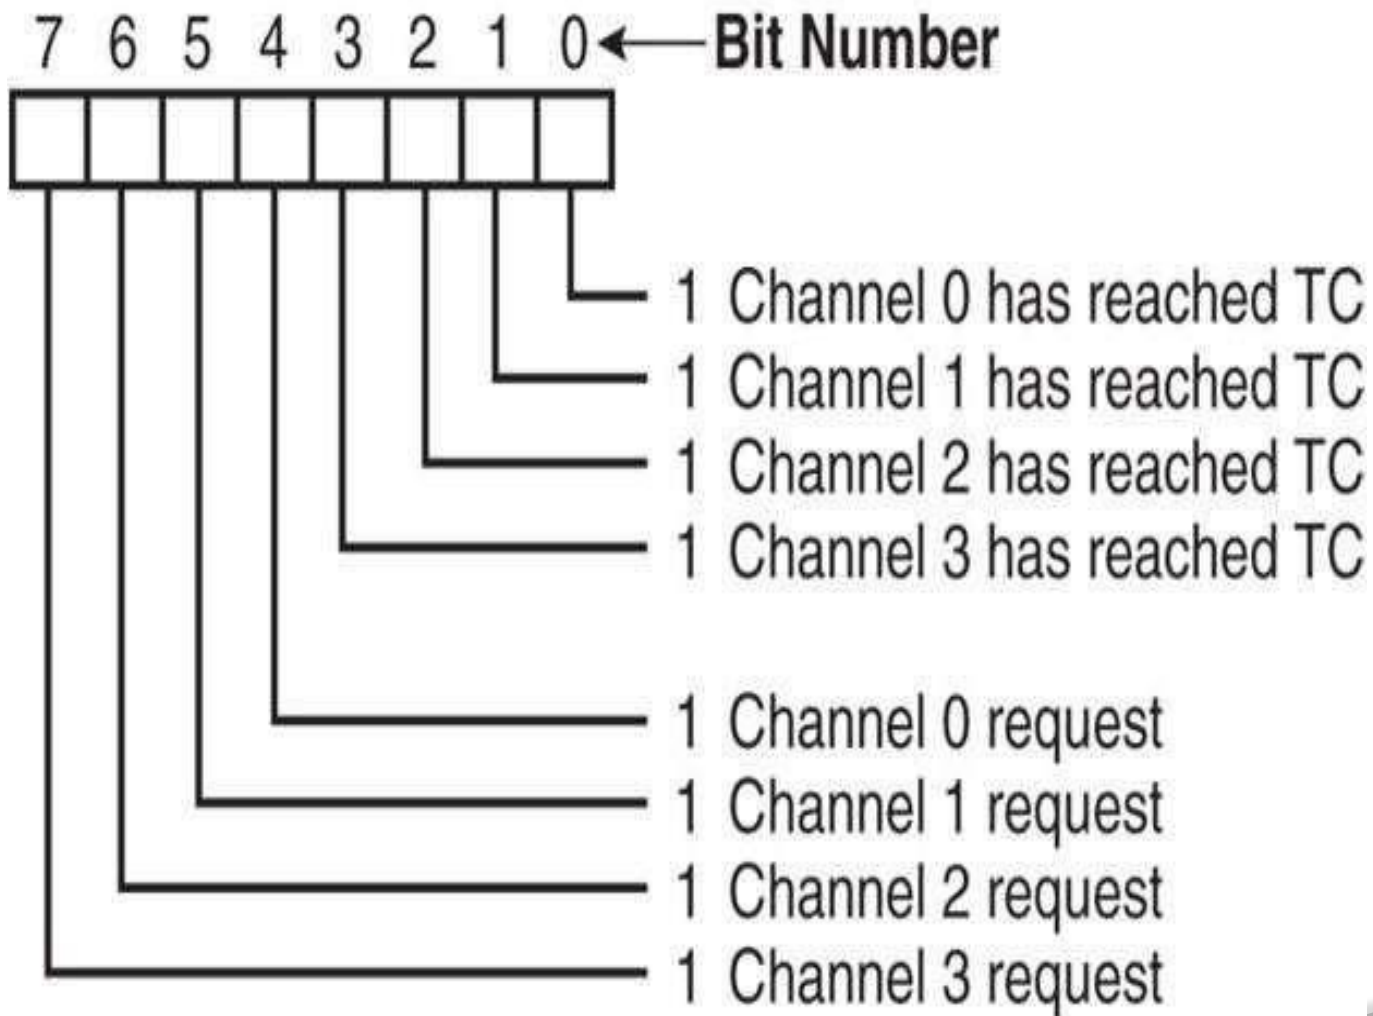 7 6 5 4 3 2 1 0 Bit Number
1 Channel 0 has reached TC
1 Channel 1 has reached TC
1 Channel 2 has reached TC
1 Channel 3 has reached TC
1 Channel 0 request
1 Channel 1 request
1 Channel 2 request
1 Channel 3 request